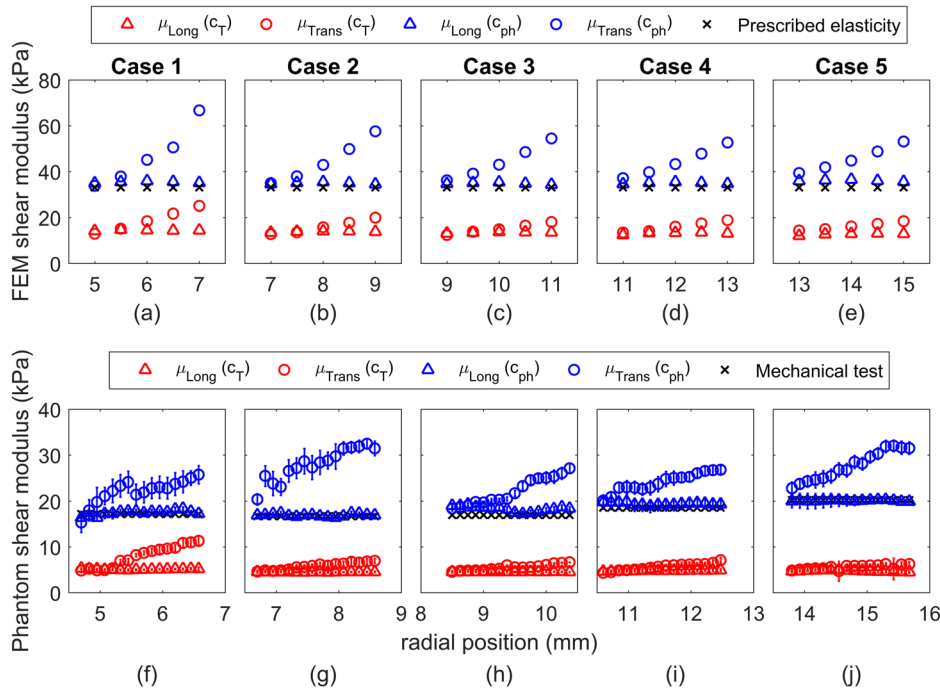 μLong (cT) μTrans (cT) μLong (cph) μTrans (cph) Prescribed elasticity
Case 1 Case 2 Case 3 Case 4 Case 5
FEM shear modulus (kPa)
80
60
40
20
0
5 6 7 7 8 9 9 10 11 11 12 13 13 14 15
(a) (b) (c) (d) (e)
μLong (cT) μTrans (cT) μLong (cph) μTrans (cph) Mechanical test
Phantom shear modulus (kPa)
40
30
20
10
0
5 6 7 7 8 9 8 9 10 11 12 13 14 15 16
radial position (mm)
(f) (g) (h) (i) (j)